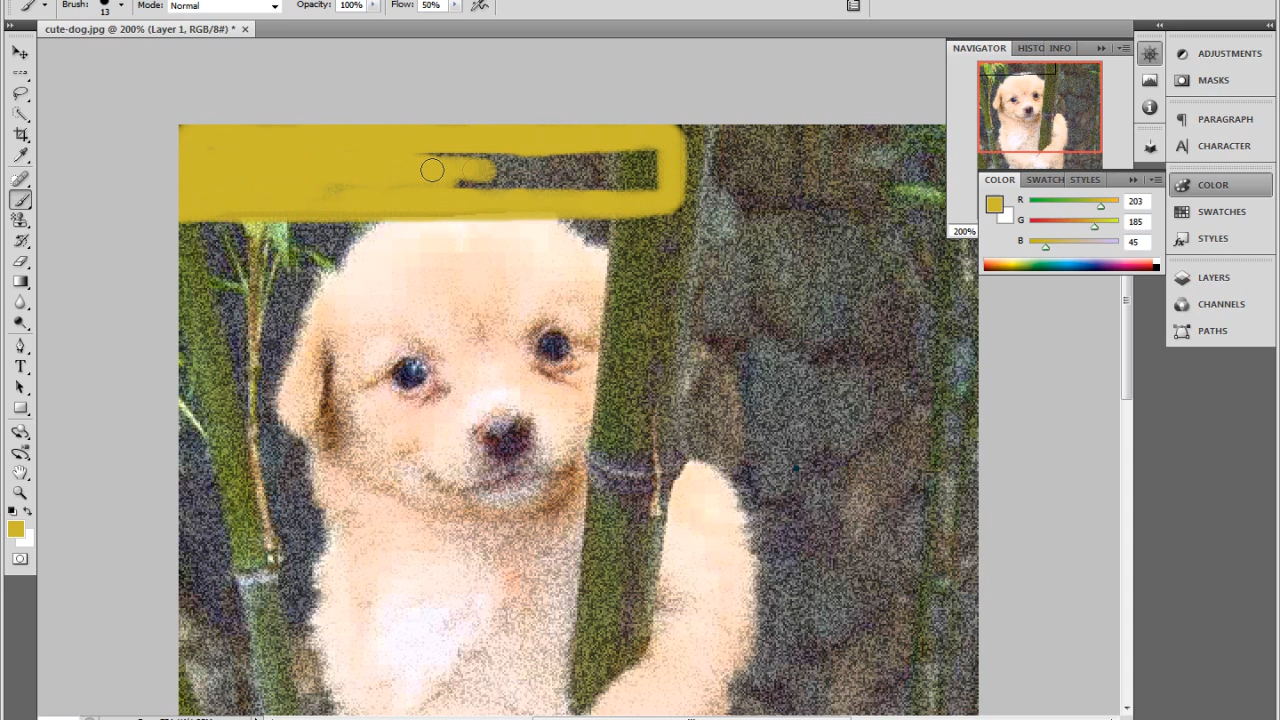 Brush: 13 Mode: Normal Opacity: 100% Flow: 50%
cute-dog.jpg @ 200% (Layer 1, RGB/8#) *
NAVIGATOR HISTC INFO
200%
COLOR SWATCH STYLES
R 203
G 185
B 45
ADJUSTMENTS
MASKS
PARAGRAPH
CHARACTER
COLOR
SWATCHES
STYLES
LAYERS
CHANNELS
PATHS